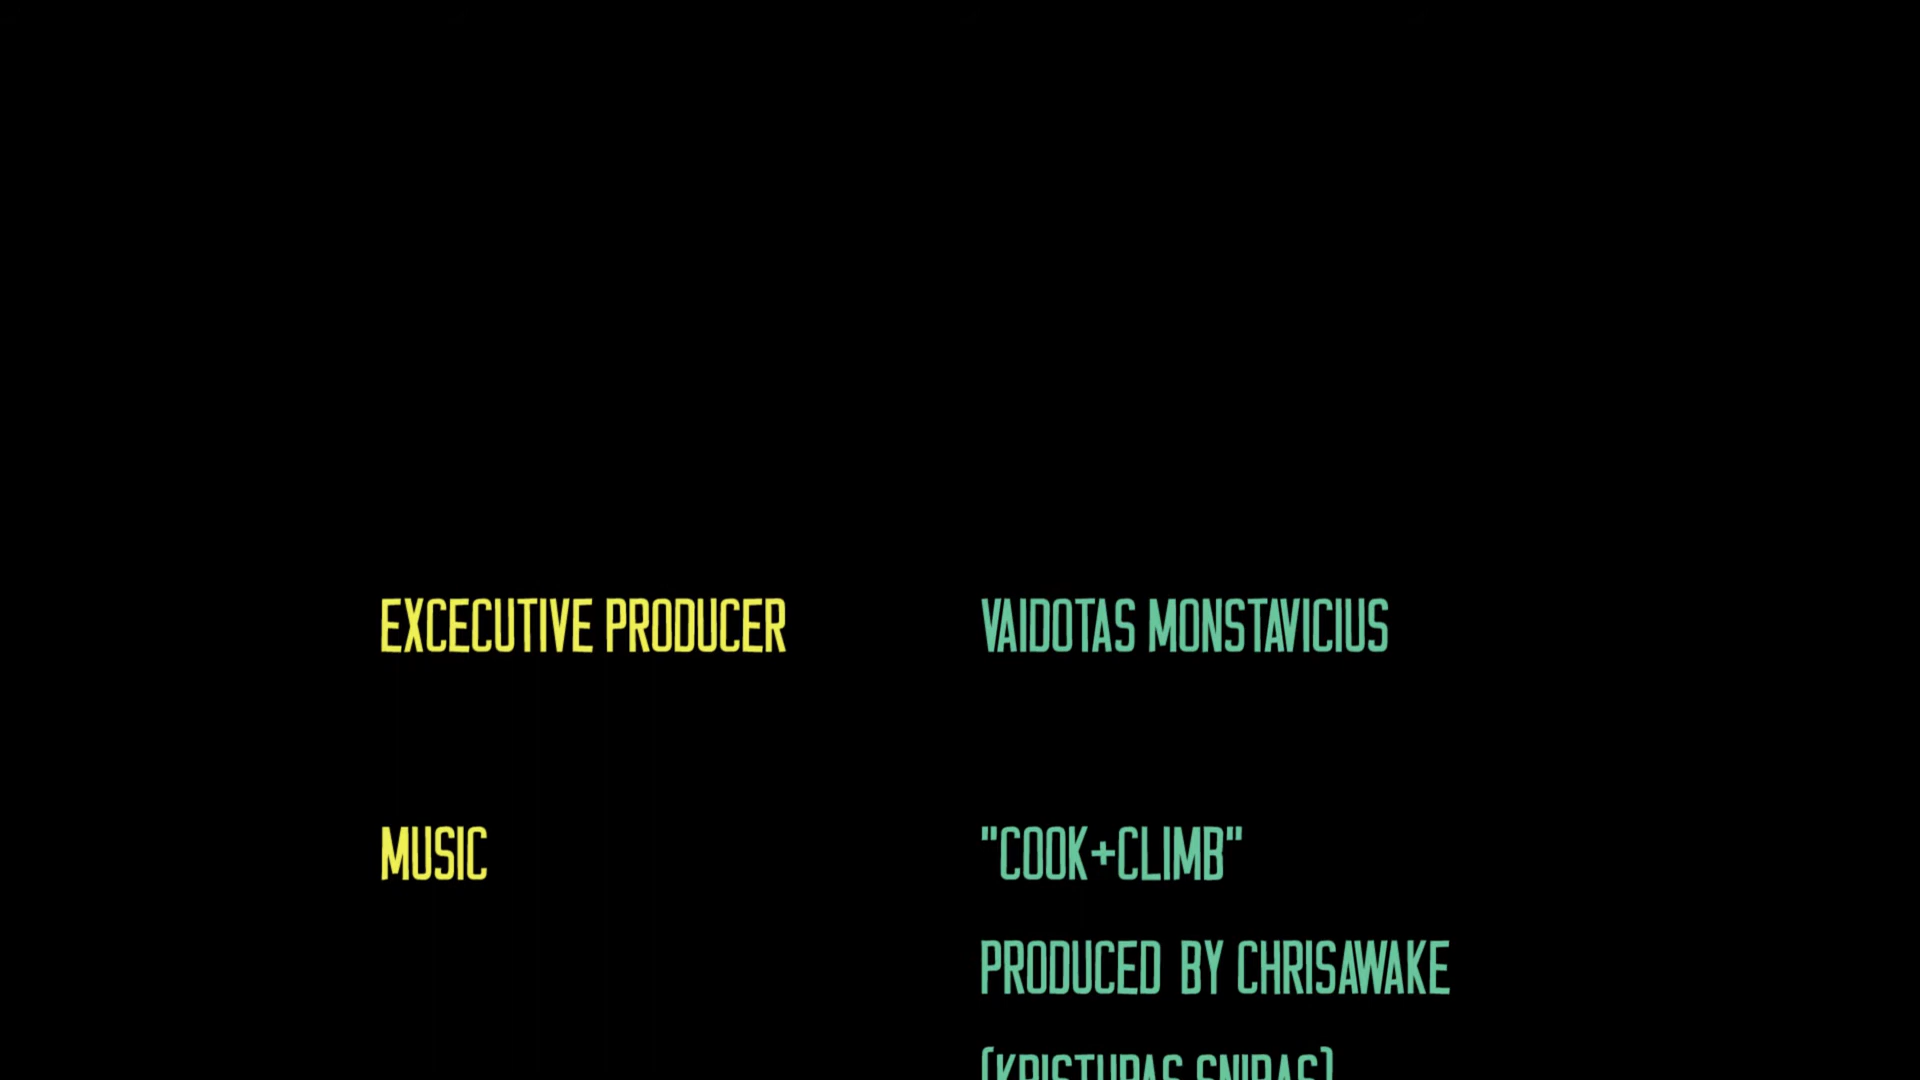 EXCECUTIVE PRODUCER VAIDOTAS MONSTAVICIUS
MUSIC "COOK+CLIMB"
PRODUCED BY CHRISAWAKE